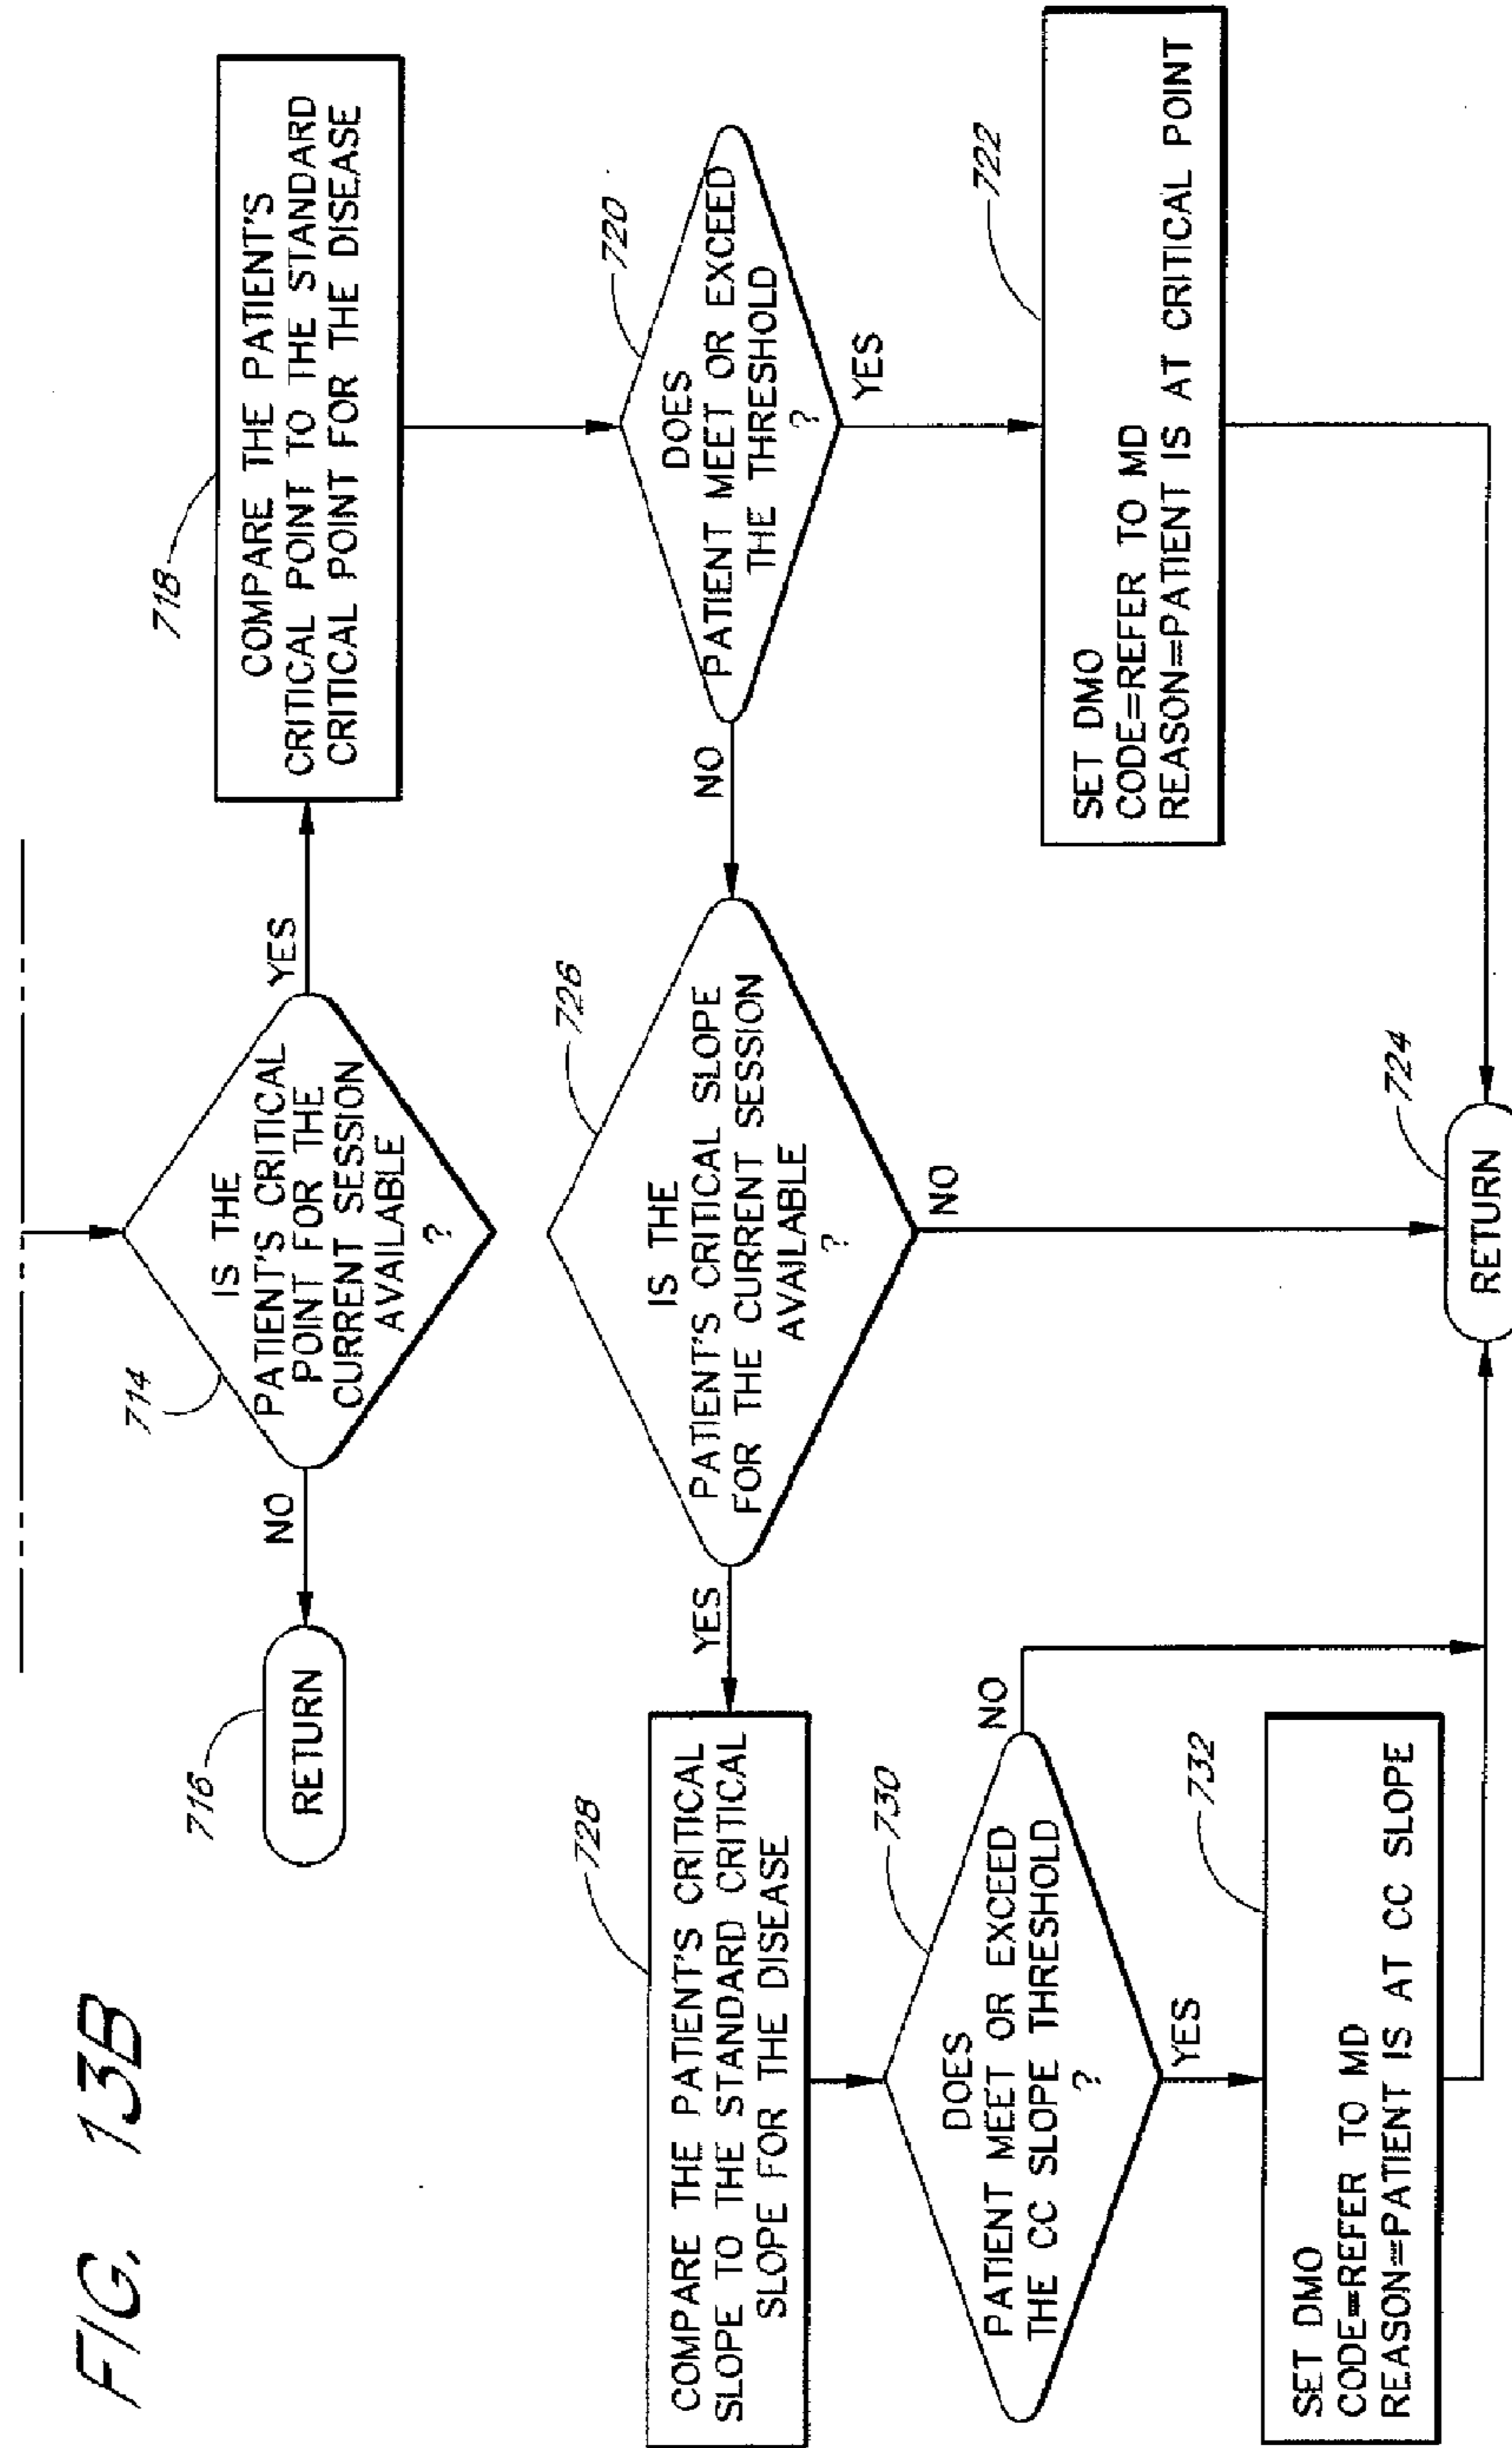 FIG. 13B
714
IS THE
PATIENT'S CRITICAL
POINT FOR THE
CURRENT SESSION
AVAILABLE
?
NO
YES
716
RETURN
718
COMPARE THE PATIENT'S
CRITICAL POINT TO THE STANDARD
CRITICAL POINT FOR THE DISEASE
720
DOES
PATIENT MEET OR EXCEED
THE THRESHOLD
?
NO
YES
722
SET DMO
CODE=REFER TO MD
REASON=PATIENT IS AT CRITICAL POINT
726
IS THE
PATIENT'S CRITICAL SLOPE
FOR THE CURRENT SESSION
AVAILABLE
?
YES
NO
728
COMPARE THE PATIENT'S CRITICAL
SLOPE TO THE STANDARD CRITICAL
SLOPE FOR THE DISEASE
730
DOES
PATIENT MEET OR EXCEED
THE CC SLOPE THRESHOLD
?
NO
YES
732
SET DMO
CODE=REFER TO MD
REASON=PATIENT IS AT CC SLOPE
724
RETURN